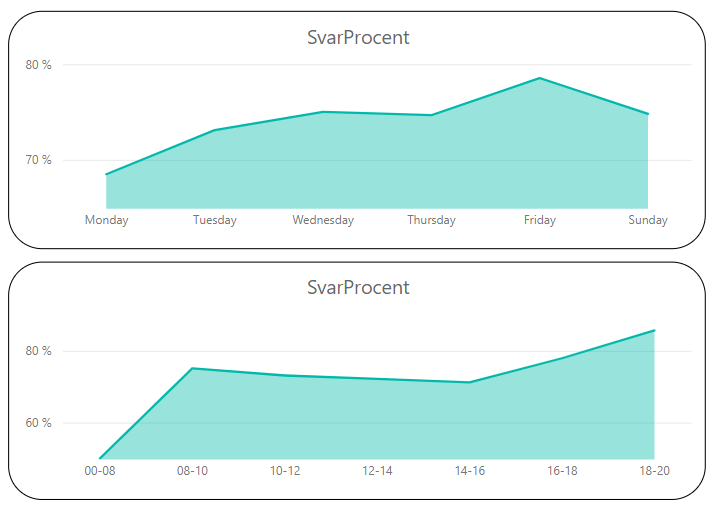 SvarProcent
80 %
70 %
Monday Tuesday Wednesday Thursday Friday Sunday
SvarProcent
80 %
60 %
00-08 08-10 10-12 12-14 14-16 16-18 18-20